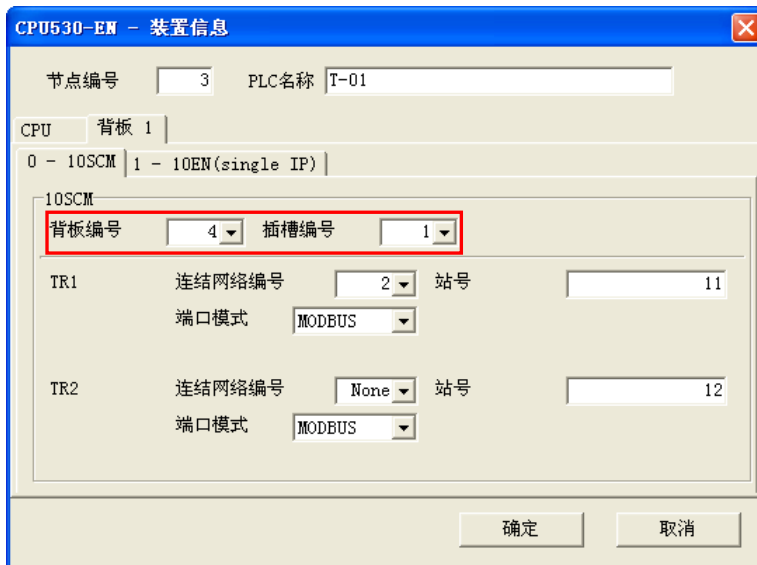 CPU530-EN - 装置信息
节点编号 3 PLC名称 T-01
CPU 背板 1
0 - 10SCM 1 - 10EN(single IP)
10SCM
背板编号 4 插槽编号 1
TR1 连结网络编号 2 站号 11
端口模式 MODBUS
TR2 连结网络编号 None 站号 12
端口模式 MODBUS
确定 取消